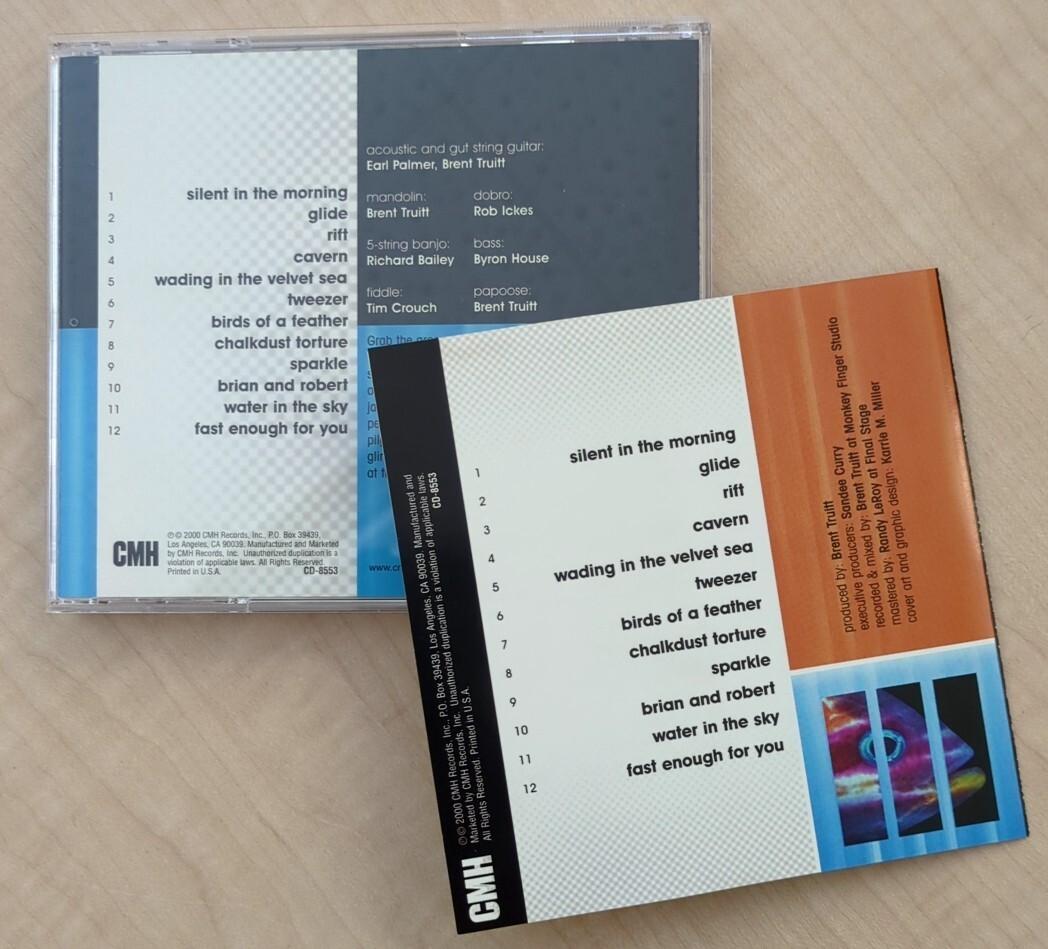 1 silent in the morning
2 glide
3 rift
4 cavern
5 wading in the velvet sea
6 tweezer
7 birds of a feather
8 chalkdust torture
9 sparkle
10 brian and robert
11 water in the sky
12 fast enough for you
CMH
℗© 2000 CMH Records, Inc., P.O. Box 39439,
Los Angeles, CA 90039. Manufactured and Marketed
by CMH Records, Inc. Unauthorized duplication is a
violation of applicable laws. All Rights Reserved.
Printed in U.S.A. CD-8553
acoustic and gut string guitar:
Earl Palmer, Brent Truitt
mandolin: dobro:
Brent Truitt Rob Ickes
5-string banjo: bass:
Richard Bailey Byron House
fiddle: papoose:
Tim Crouch Brent Truitt
Grab the
at
CMH
℗© 2000 CMH Records, Inc., P.O. Box 39439, Los Angeles, CA 90039. Manufactured and
Marketed by CMH Records, Inc. Unauthorized duplication is a violation of applicable laws.
All Rights Reserved. Printed in U.S.A. CD-8553
1 silent in the morning
2 glide
3 rift
4 cavern
5 wading in the velvet sea
6 tweezer
7 birds of a feather
8 chalkdust torture
9 sparkle
10 brian and robert
11 water in the sky
12 fast enough for you
produced by: Brent Truitt
executive producers: Sandee Curry
recorded & mixed by: Brent Truitt at Monkey Finger Studio
mastered by: Randy LeRoy at Final Stage
cover art and graphic design: Karrie M. Miller